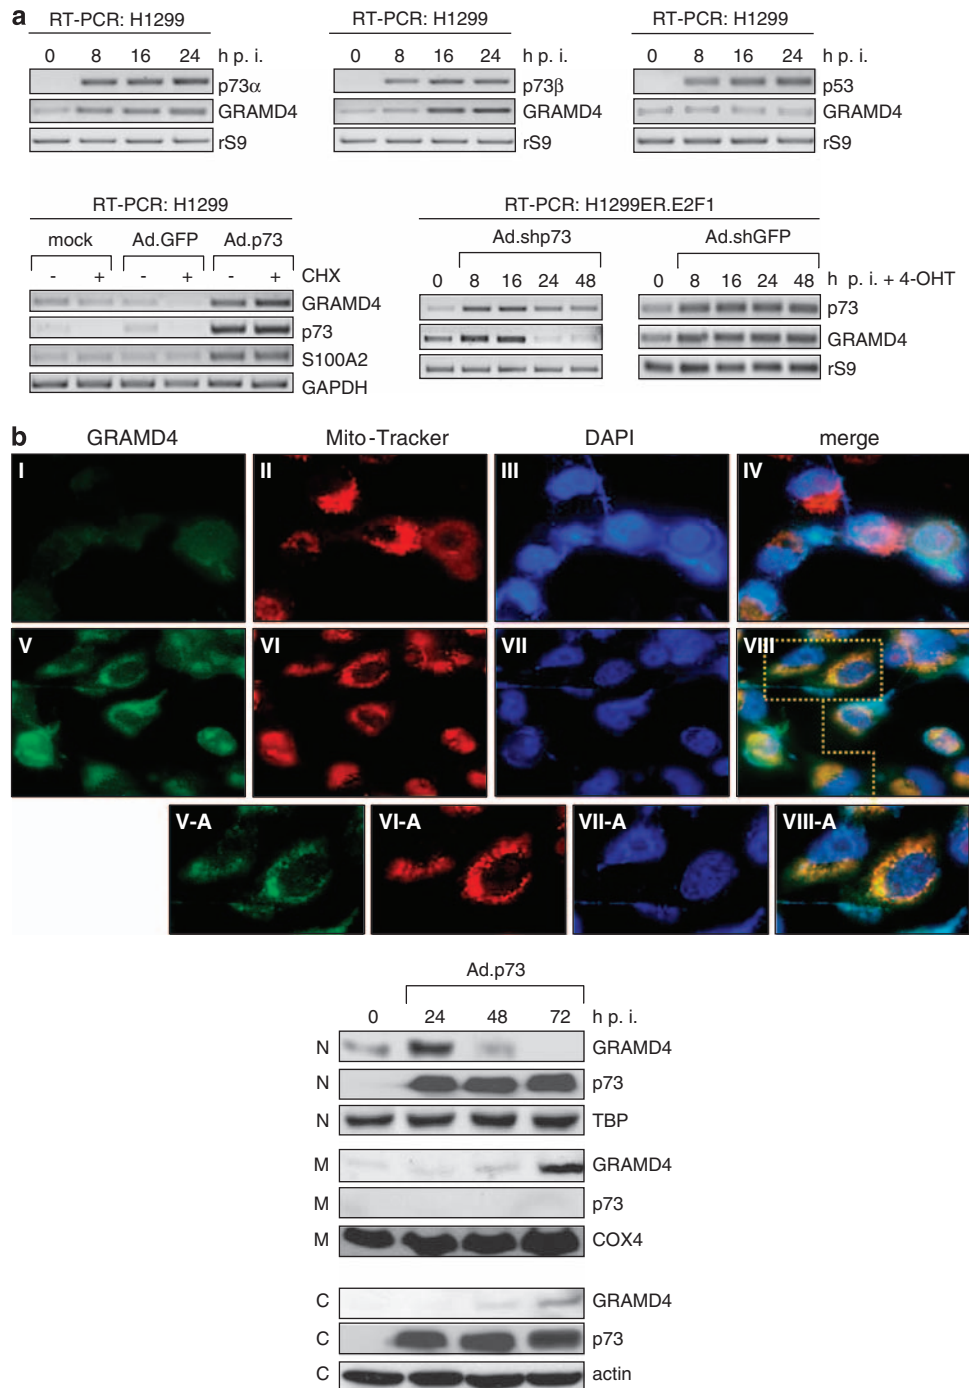 a
RT-PCR: H1299
0 8 16 24 h p. i.
p73α
GRAMD4
rS9
RT-PCR: H1299
0 8 16 24 h p. i.
p73β
GRAMD4
rS9
RT-PCR: H1299
0 8 16 24 h p. i.
p53
GRAMD4
rS9
RT-PCR: H1299
mock Ad.GFP Ad.p73
- + - + - + CHX
GRAMD4
p73
S100A2
GAPDH
RT-PCR: H1299ER.E2F1
Ad.shp73 Ad.shGFP
0 8 16 24 48 0 8 16 24 48 h p. i. + 4-OHT
p73
GRAMD4
rS9
b
GRAMD4 Mito-Tracker DAPI merge
I II III IV
V VI VII VIII
V-A VI-A VII-A VIII-A
Ad.p73
0 24 48 72 h p. i.
N GRAMD4
N p73
N TBP
M GRAMD4
M p73
M COX4
C GRAMD4
C p73
C actin